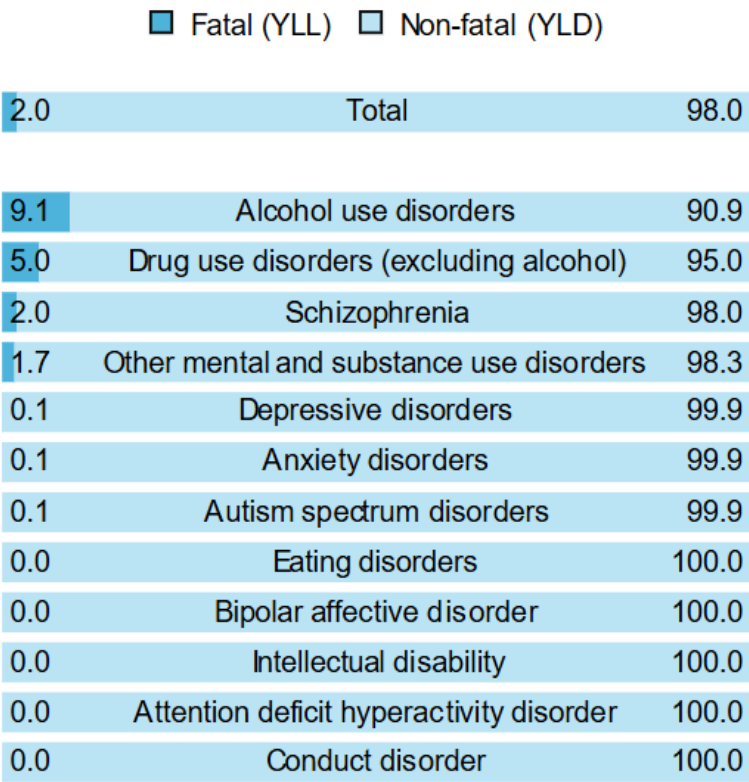 Fatal (YLL) Non-fatal (YLD)
2.0 Total 98.0
9.1 Alcohol use disorders 90.9
5.0 Drug use disorders (excluding alcohol) 95.0
2.0 Schizophrenia 98.0
1.7 Other mental and substance use disorders 98.3
0.1 Depressive disorders 99.9
0.1 Anxiety disorders 99.9
0.1 Autism spectrum disorders 99.9
0.0 Eating disorders 100.0
0.0 Bipolar affective disorder 100.0
0.0 Intellectual disability 100.0
0.0 Attention deficit hyperactivity disorder 100.0
0.0 Conduct disorder 100.0